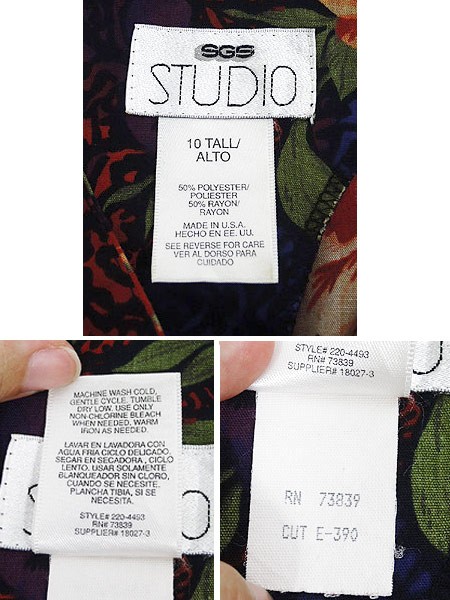 SGS
STUDIO
10 TALL/
ALTO
50% POLYESTER/
POLIESTER
50% RAYON/
RAYON
MADE IN U.S.A.
HECHO EN EE. UU.
SEE REVERSE FOR CARE
VER AL DORSO PARA
CUIDADO
MACHINE WASH COLD,
GENTLE CYCLE. TUMBLE
DRY LOW. USE ONLY
NON-CHLORINE BLEACH
WHEN NEEDED. WARM
IRON AS NEEDED.
LAVAR EN LAVADORA CON
AGUA FRIA CICLO DELICADO.
SECAR EN SECADORA , CICLO
LENTO. USAR SOLAMENTE
BLANQUEADOR SIN CLORO,
CUANDO SE NECESITE.
PLANCHA TIBIA, SI SE
NECESITA.
STYLE# 220-4493
RN# 73839
SUPPLIER# 18027-3
STYLE# 220-4493
RN# 73839
SUPPLIER# 18027-3
RN 73839
CUT E-390